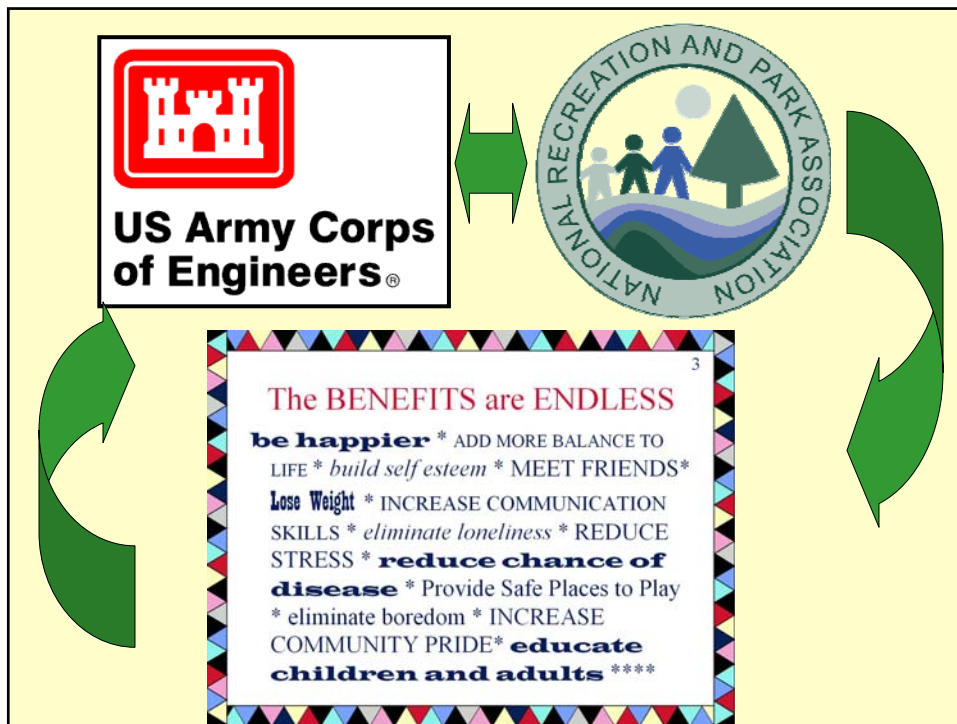 US Army Corps
of Engineers®
NATIONAL RECREATION AND PARK ASSOCIATION
3
The BENEFITS are ENDLESS
be happier * ADD MORE BALANCE TO
LIFE * build self esteem * MEET FRIENDS*
Lose Weight * INCREASE COMMUNICATION
SKILLS * eliminate loneliness * REDUCE
STRESS * reduce chance of
disease * Provide Safe Places to Play
* eliminate boredom * INCREASE
COMMUNITY PRIDE* educate
children and adults ****